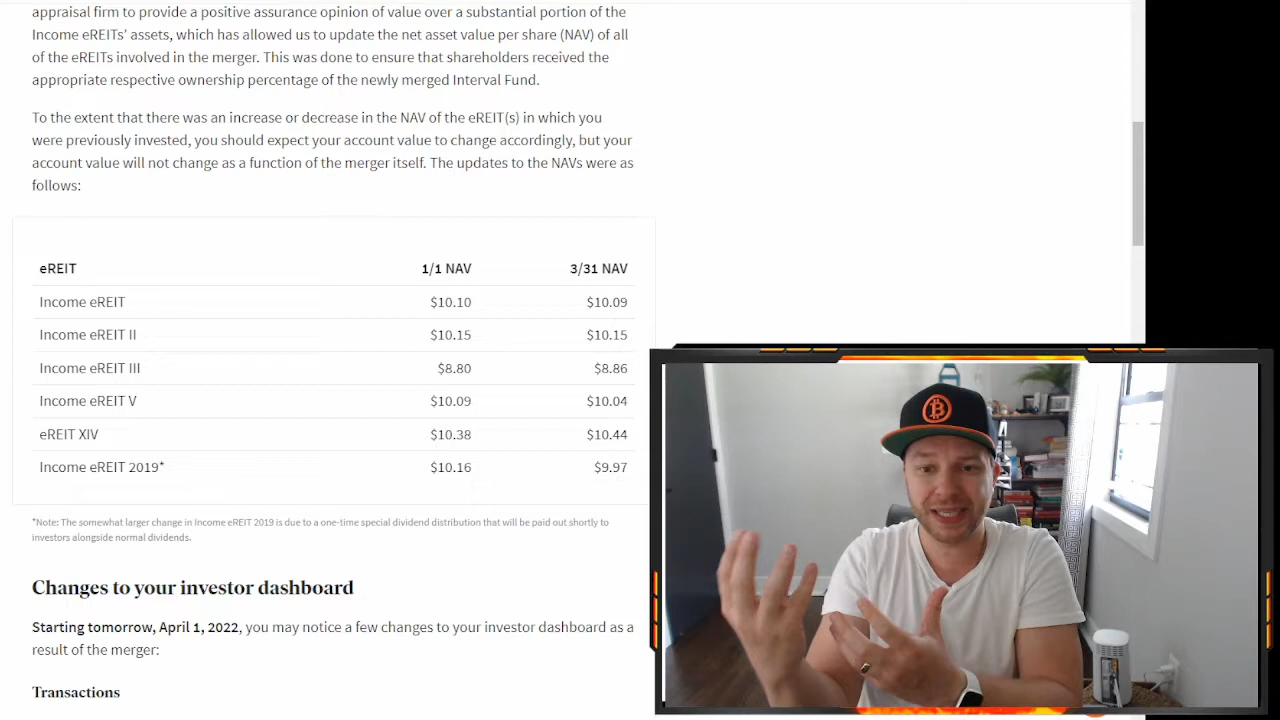 appraisal firm to provide a positive assurance opinion of value over a substantial portion of the
Income eREITs' assets, which has allowed us to update the net asset value per share (NAV) of all
of the eREITs involved in the merger. This was done to ensure that shareholders received the
appropriate respective ownership percentage of the newly merged Interval Fund.
To the extent that there was an increase or decrease in the NAV of the eREIT(s) in which you
were previously invested, you should expect your account value to change accordingly, but your
account value will not change as a function of the merger itself. The updates to the NAVs were as
follows:
eREIT 1/1 NAV 3/31 NAV
Income eREIT $10.10 $10.09
Income eREIT II $10.15 $10.15
Income eREIT III $8.80 $8.86
Income eREIT V $10.09 $10.04
eREIT XIV $10.38 $10.44
Income eREIT 2019* $10.16 $9.97
*Note: The somewhat larger change in Income eREIT 2019 is due to a one-time special dividend distribution that will be paid out shortly to
investors alongside normal dividends.
Changes to your investor dashboard
Starting tomorrow, April 1, 2022, you may notice a few changes to your investor dashboard as a
result of the merger:
Transactions